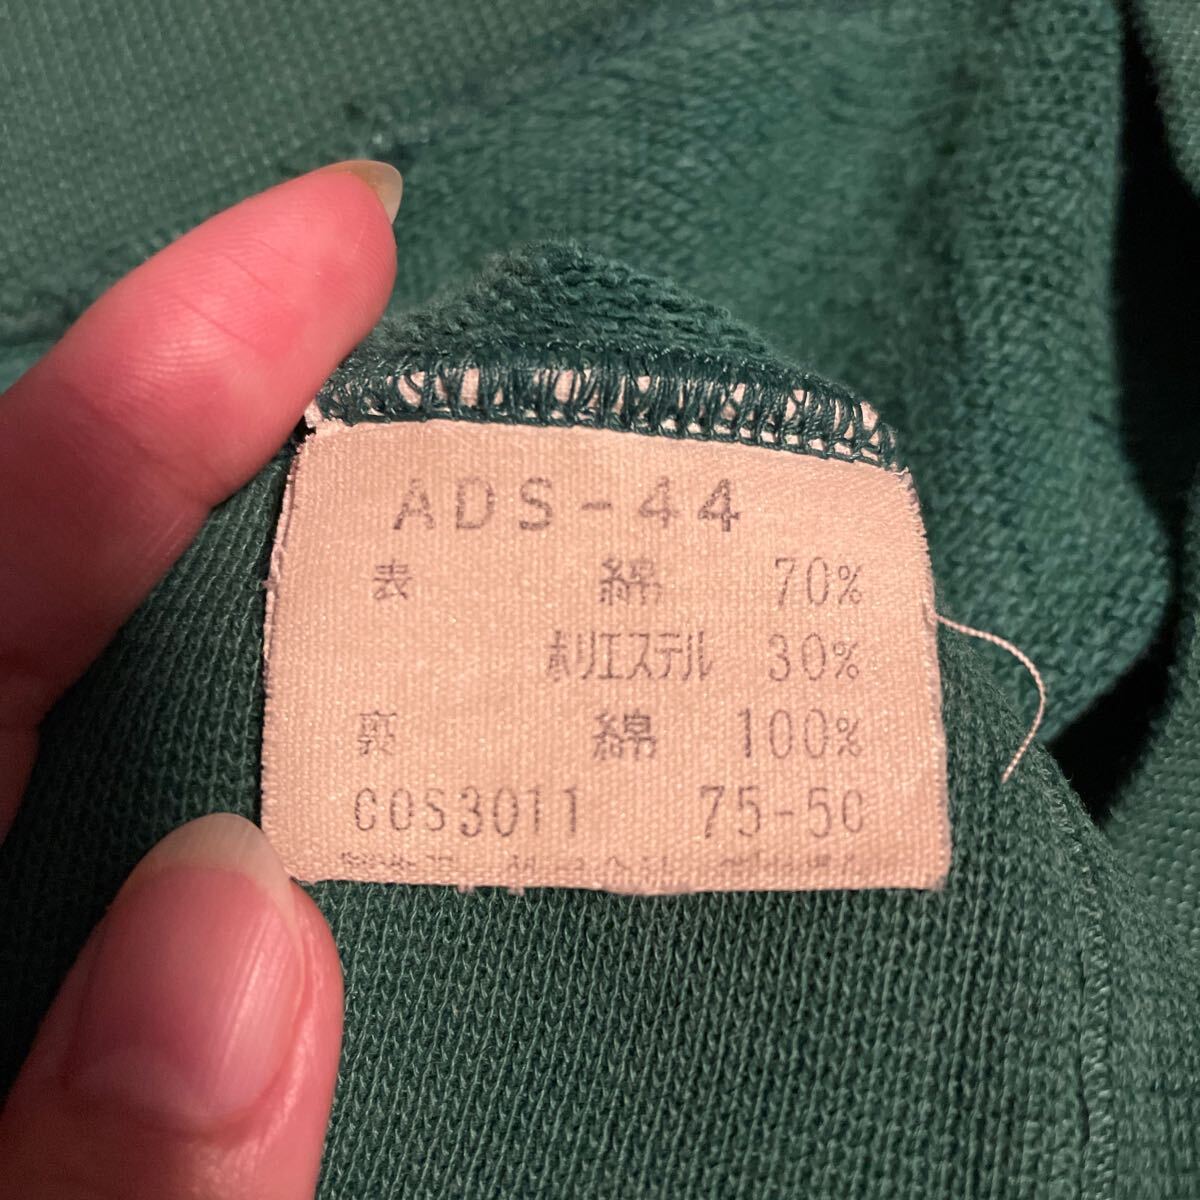 ADS-44
表 綿 70%
ポリエステル 30%
裏 綿 100%
COS3011 75-50